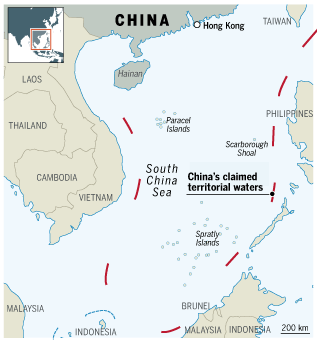 CHINA
Hong Kong
TAIWAN
Hainan
LAOS
Paracel
Islands
PHILIPPINES
THAILAND
Scarborough
Shoal
CAMBODIA
South
China
Sea
China's claimed
territorial waters
VIETNAM
Spratly
Islands
MALAYSIA
BRUNEI
INDONESIA
MALAYSIA
INDONESIA
200 km